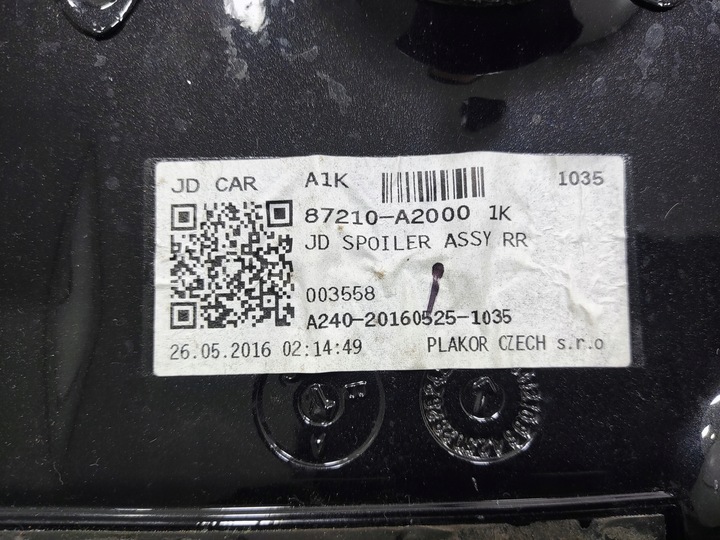 JD CAR A1K 1035
87210-A2000 1K
JD SPOILER ASSY RR
003558
A240-20160525-1035
26.05.2016 02:14:49 PLAKOR CZECH s.r.o